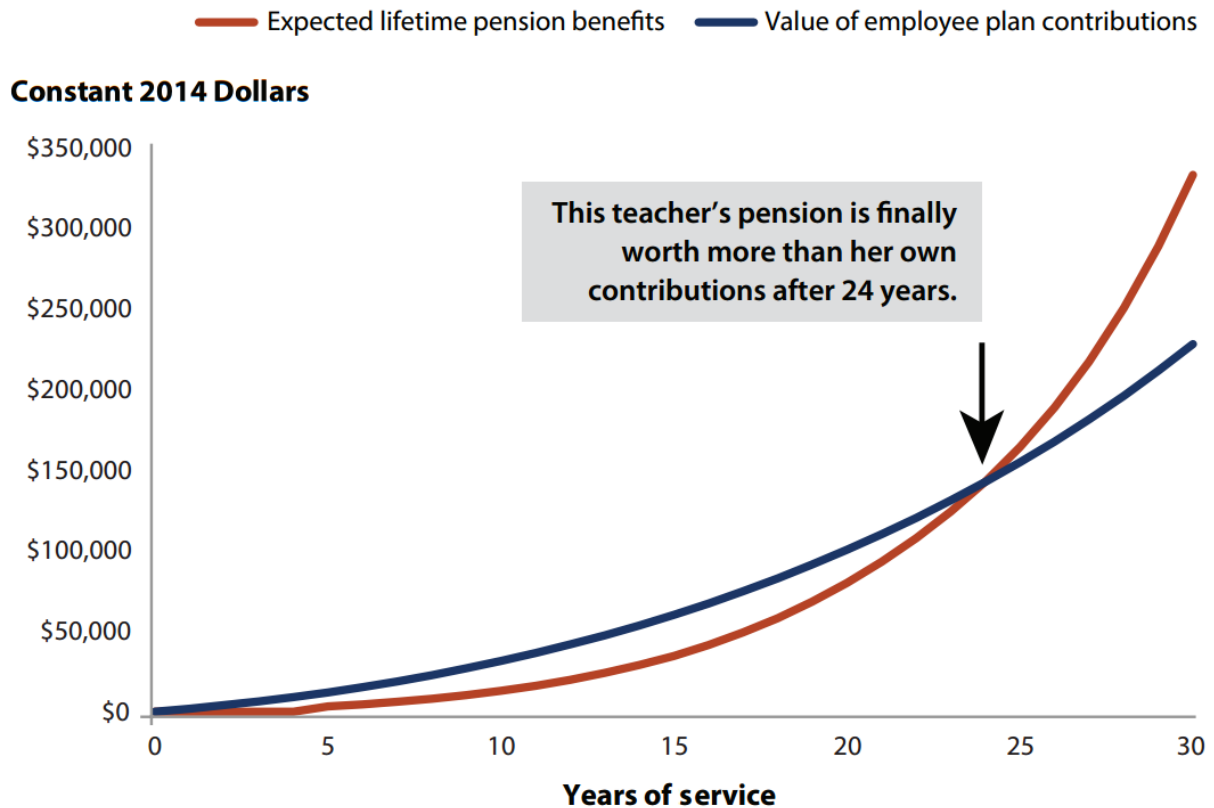 Expected lifetime pension benefits Value of employee plan contributions
Constant 2014 Dollars
$350,000
$300,000
$250,000
$200,000
$150,000
$100,000
$50,000
$0
This teacher’s pension is finally
worth more than her own
contributions after 24 years.
0 5 10 15 20 25 30
Years of service